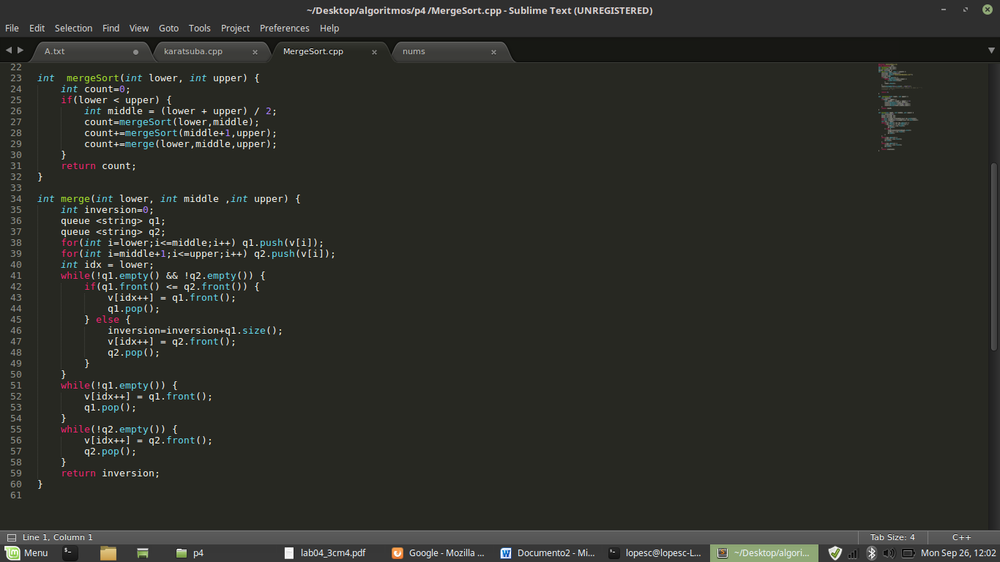 ~/Desktop/algoritmos/p4/MergeSort.cpp - Sublime Text (UNREGISTERED)
File Edit Selection Find View Goto Tools Project Preferences Help
A.txt karatsuba.cpp MergeSort.cpp nums
22
23 int  mergeSort(int lower, int upper) {
24     int count=0;
25     if(lower < upper) {
26         int middle = (lower + upper) / 2;
27         count=mergeSort(lower,middle);
28         count+=mergeSort(middle+1,upper);
29         count+=merge(lower,middle,upper);
30     }
31     return count;
32 }
33
34 int merge(int lower, int middle ,int upper) {
35     int inversion=0;
36     queue <string> q1;
37     queue <string> q2;
38     for(int i=lower;i<=middle;i++) q1.push(v[i]);
39     for(int i=middle+1;i<=upper;i++) q2.push(v[i]);
40     int idx = lower;
41     while(!q1.empty() && !q2.empty()) {
42         if(q1.front() <= q2.front()) {
43             v[idx++] = q1.front();
44             q1.pop();
45         } else {
46             inversion=inversion+q1.size();
47             v[idx++] = q2.front();
48             q2.pop();
49         }
50     }
51     while(!q1.empty()) {
52         v[idx++] = q1.front();
53         q1.pop();
54     }
55     while(!q2.empty()) {
56         v[idx++] = q2.front();
57         q2.pop();
58     }
59     return inversion;
60 }
61
Line 1, Column 1 Tab Size: 4 C++
Menu p4 lab04_3cm4.pdf Google - Mozilla ... Documento2 - Mi... lopesc@lopesc-L... ~/Desktop/algori... Mon Sep 26, 12:02